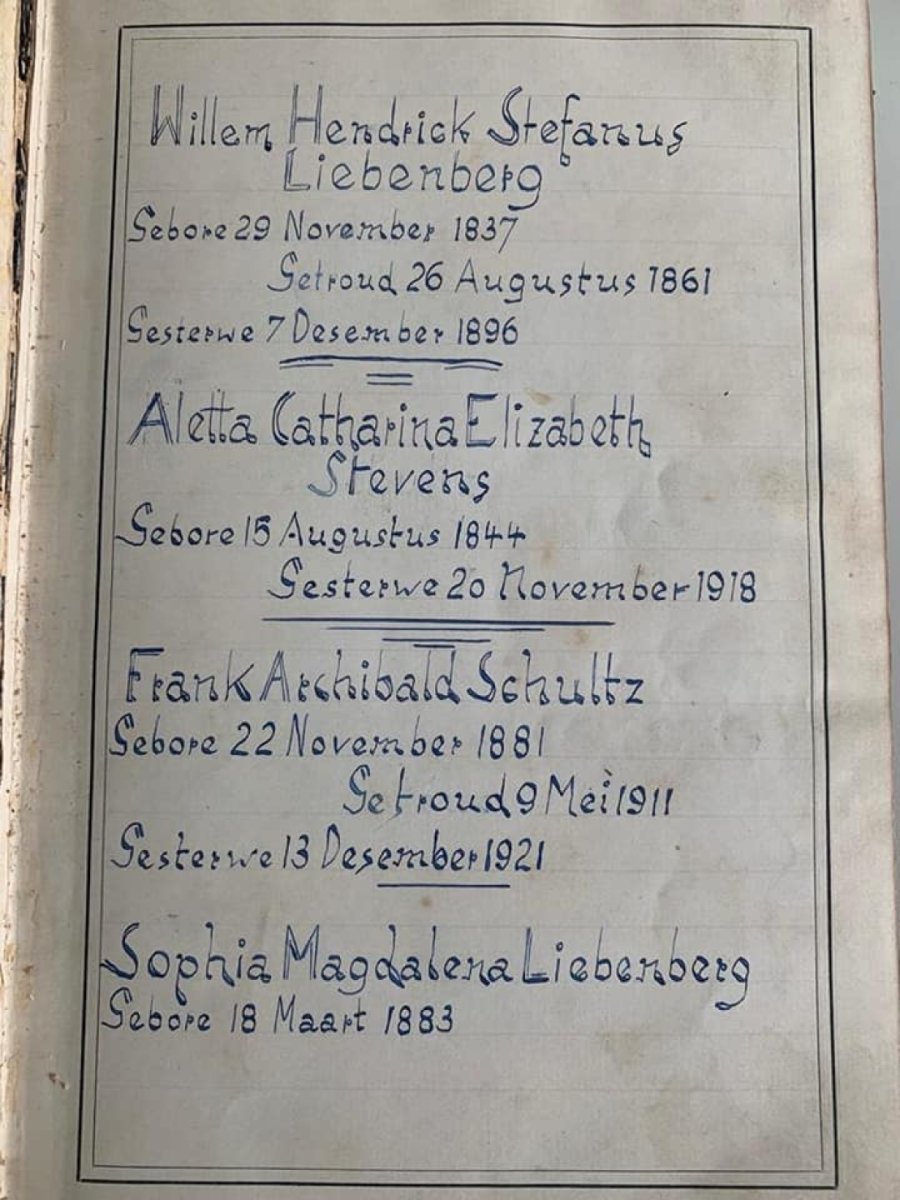 Willem Hendrick Stefanus
Liebenberg
Gebore 29 November 1837
Getroud 26 Augustus 1861
Gesterwe 7 Desember 1896
Aletta Catharina Elizabeth
Stevens
Gebore 15 Augustus 1844
Gesterwe 20 November 1918
Frank Archibald Schultz
Gebore 22 November 1881
Getroud 9 Mei 1911
Gesterwe 13 Desember 1921
Sophia Magdalena Liebenberg
Gebore 18 Maart 1883